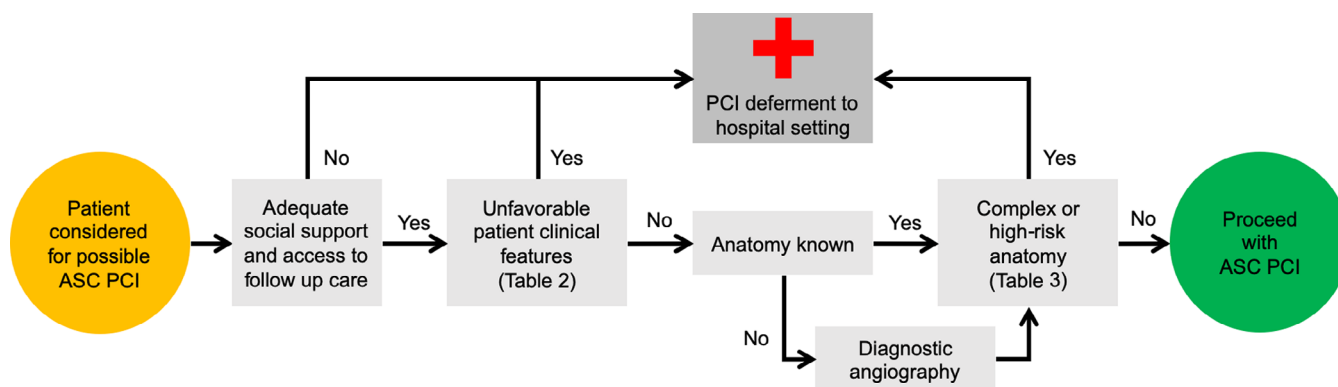 PCI deferment to
hospital setting
No
Yes
Yes
Patient
considered
for possible
ASC PCI
Adequate
social support
and access to
follow up care
Yes
Unfavorable
patient clinical
features
(Table 2)
No
Anatomy known
Yes
Complex or
high-risk
anatomy
(Table 3)
No
Proceed
with
ASC PCI
No
Diagnostic
angiography